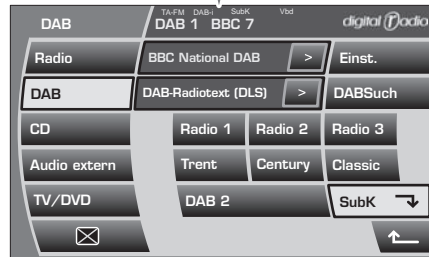 TA-FM DAB-i SubK Vbd
DAB DAB 1 BBC 7 digital radio
Radio BBC National DAB > Einst.
DAB DAB-Radiotext (DLS) > DABSuch
CD Radio 1 Radio 2 Radio 3
Audio extern Trent Century Classic
TV/DVD DAB 2 SubK